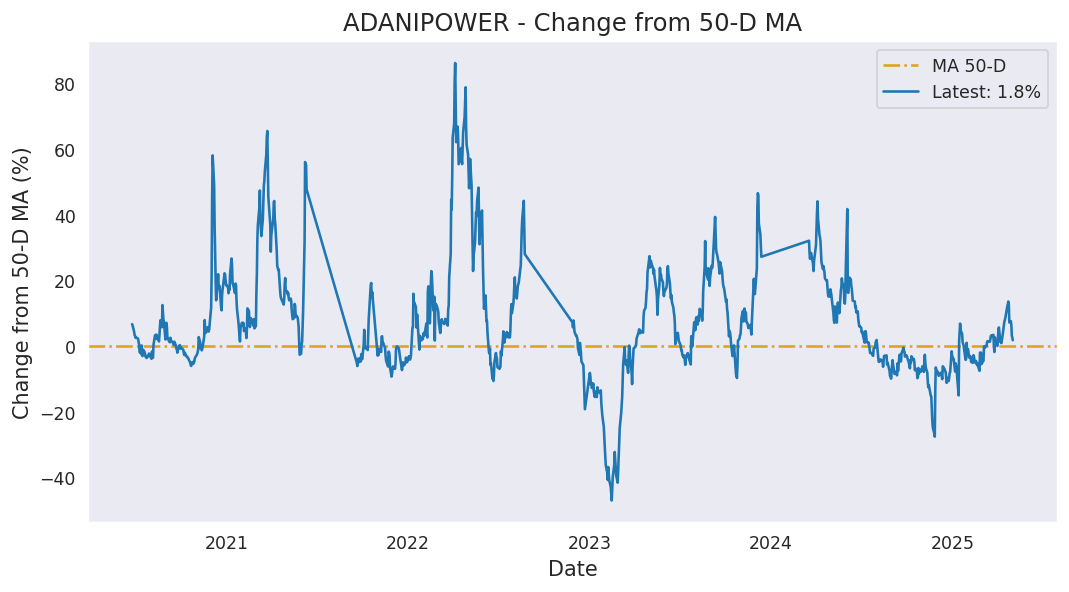 ADANIPOWER - Change from 50-D MA
MA 50-D
Latest: 1.8%
Change from 50-D MA (%)
80
60
40
20
0
−20
−40
2021
2022
2023
2024
2025
Date